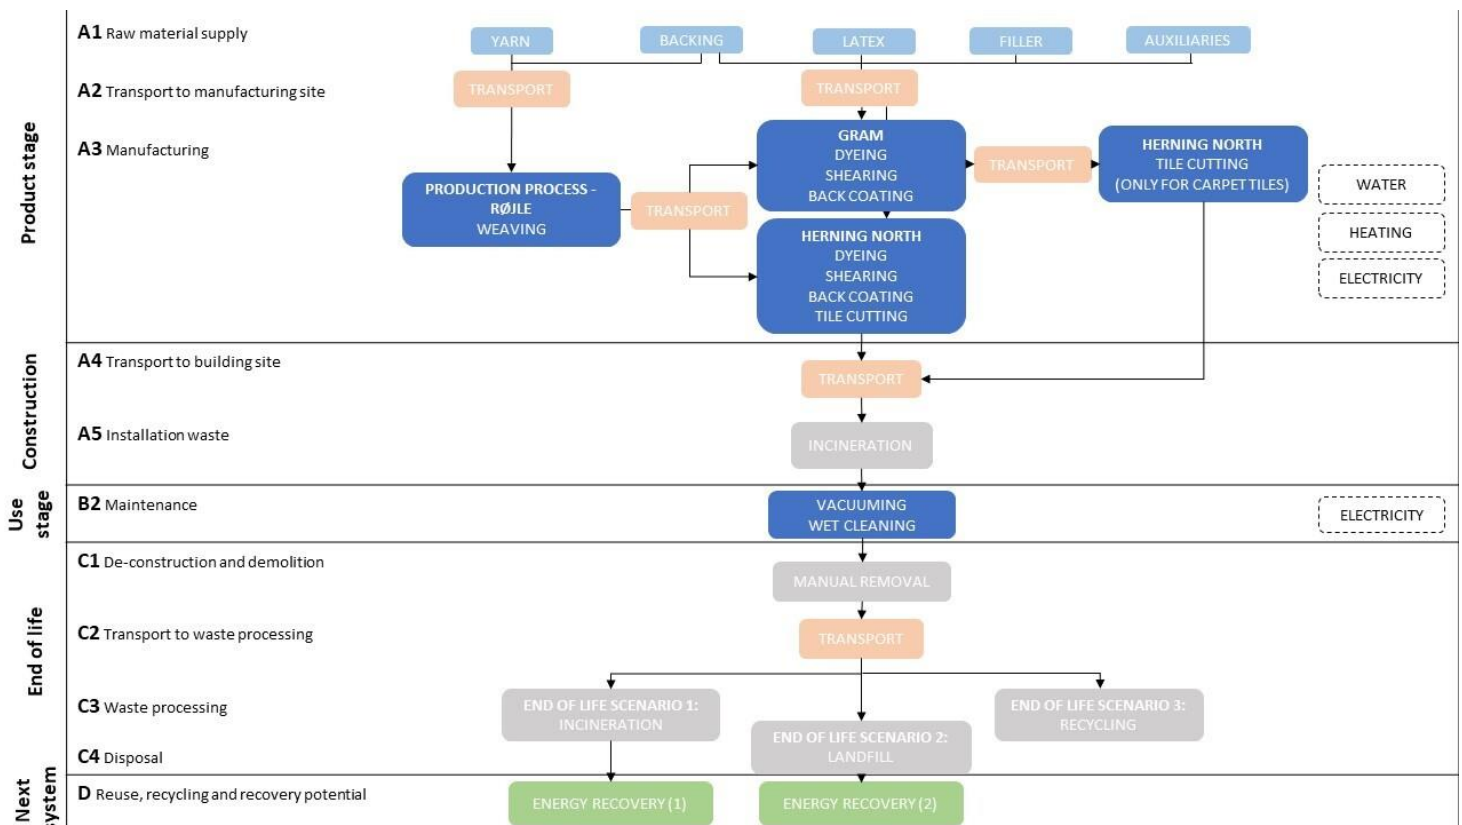 Product stage
A1 Raw material supply
YARN
BACKING
LATEX
FILLER
AUXILIARIES
A2 Transport to manufacturing site
TRANSPORT
TRANSPORT
A3 Manufacturing
PRODUCTION PROCESS -
RØJLE
WEAVING
TRANSPORT
GRAM
DYEING
SHEARING
BACK COATING
TRANSPORT
HERNING NORTH
TILE CUTTING
(ONLY FOR CARPET TILES)
HERNING NORTH
DYEING
SHEARING
BACK COATING
TILE CUTTING
WATER
HEATING
ELECTRICITY
Construction
A4 Transport to building site
TRANSPORT
A5 Installation waste
INCINERATION
Use
stage
B2 Maintenance
VACUUMING
WET CLEANING
ELECTRICITY
End of life
C1 De-construction and demolition
MANUAL REMOVAL
C2 Transport to waste processing
TRANSPORT
C3 Waste processing
END OF LIFE SCENARIO 1:
INCINERATION
END OF LIFE SCENARIO 3:
RECYCLING
C4 Disposal
END OF LIFE SCENARIO 2:
LANDFILL
Next
system
D Reuse, recycling and recovery potential
ENERGY RECOVERY (1)
ENERGY RECOVERY (2)